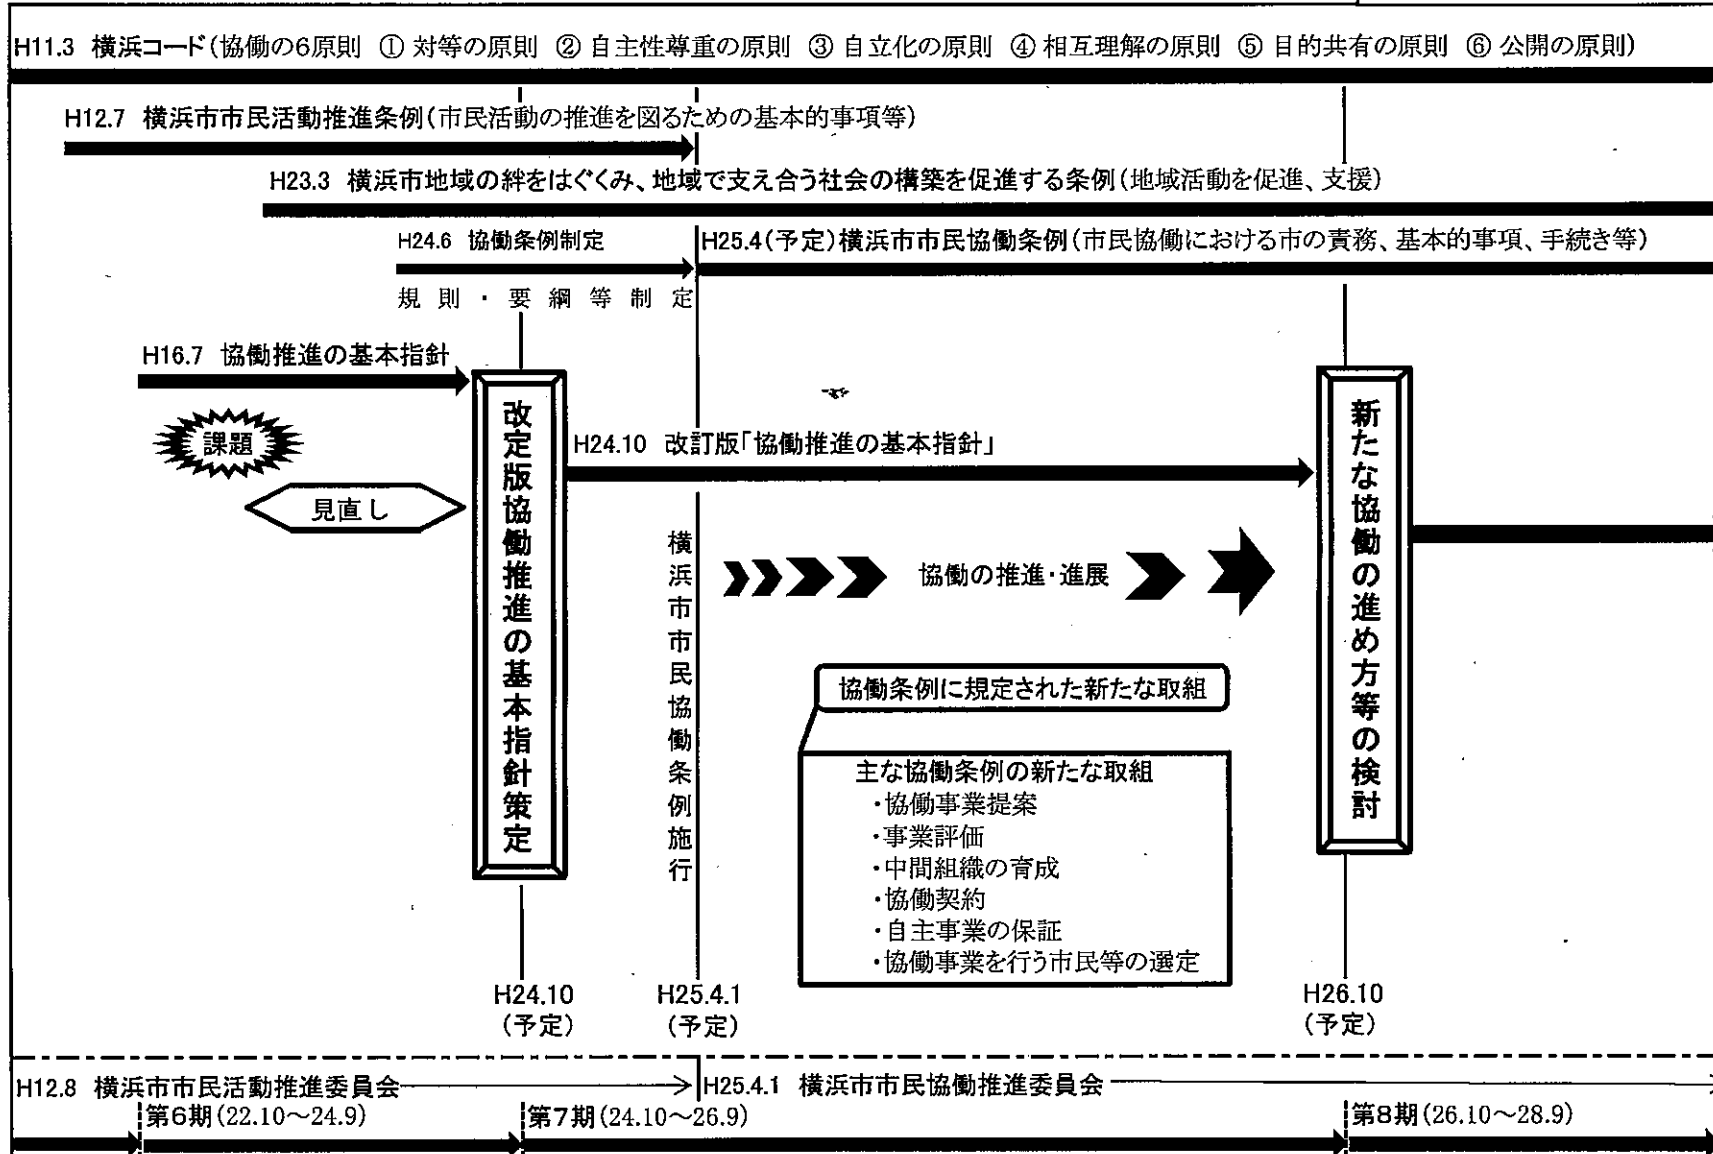 H11.3 横浜コード(協働の6原則 ① 対等の原則 ② 自主性尊重の原則 ③ 自立化の原則 ④ 相互理解の原則 ⑤ 目的共有の原則 ⑥ 公開の原則)
H12.7 横浜市市民活動推進条例(市民活動の推進を図るための基本的事項等)
H23.3 横浜市地域の絆をはぐくみ、地域で支え合う社会の構築を促進する条例(地域活動を促進、支援)
H24.6 協働条例制定
H25.4(予定)横浜市市民協働条例(市民協働における市の責務、基本的事項、手続き等)
規則・要綱等制定
H16.7 協働推進の基本指針
課題
見直し
改定版協働推進の基本指針策定
H24.10 改訂版「協働推進の基本指針」
横浜市市民協働条例施行
協働の推進・進展
新たな協働の進め方等の検討
協働条例に規定された新たな取組
主な協働条例の新たな取組
・協働事業提案
・事業評価
・中間組織の育成
・協働契約
・自主事業の保証
・協働事業を行う市民等の選定
H24.10
(予定)
H25.4.1
(予定)
H26.10
(予定)
H12.8 横浜市市民活動推進委員会
H25.4.1 横浜市市民協働推進委員会
第6期(22.10～24.9)
第7期(24.10～26.9)
第8期(26.10～28.9)